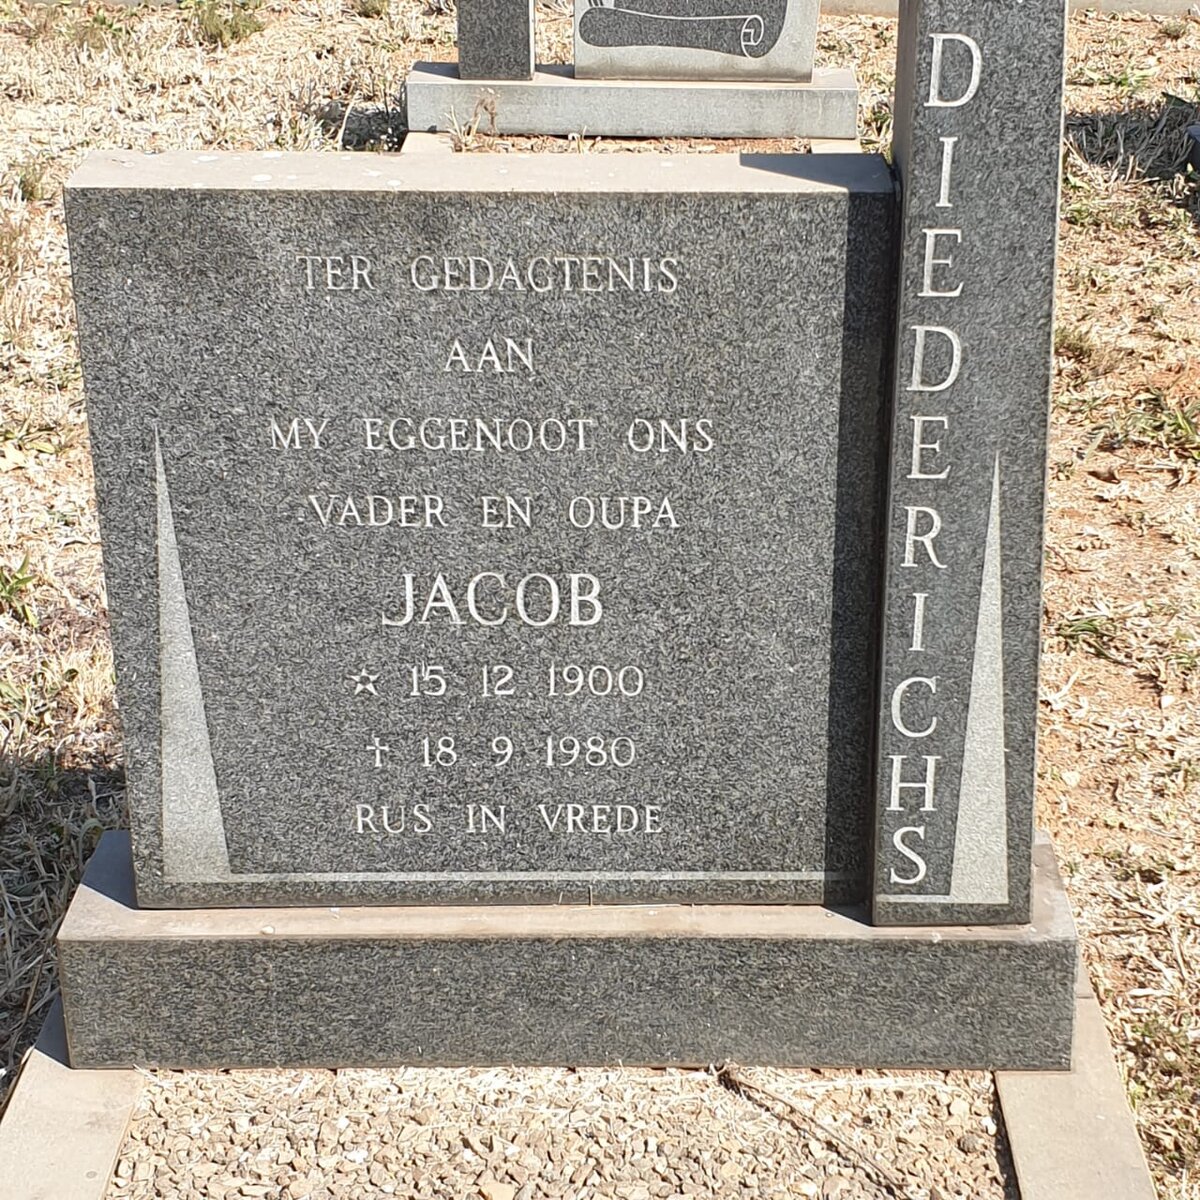 TER GEDAGTENIS
AAN
MY EGGENOOT ONS
VADER EN OUPA
JACOB
☆ 15 12 1900
† 18 9 1980
RUS IN VREDE
DIEDERICHS